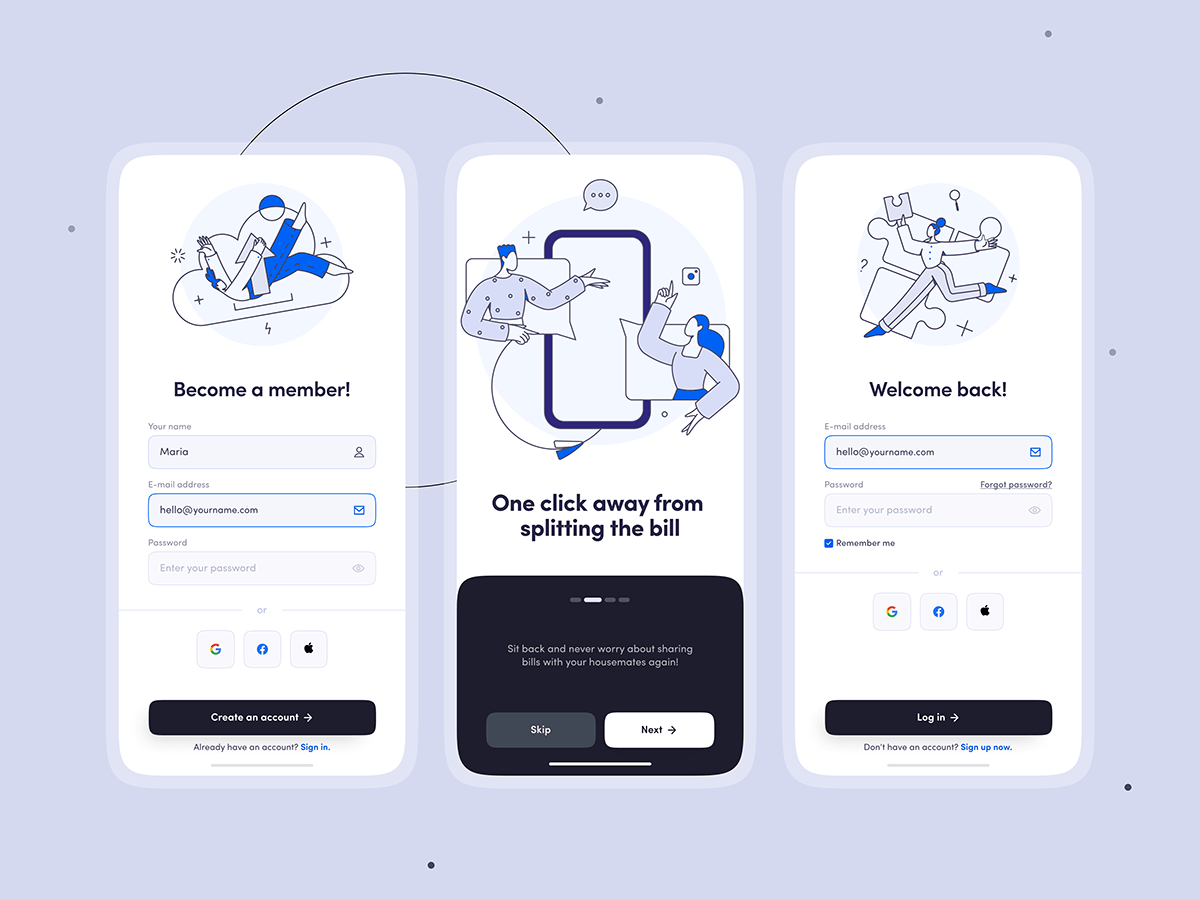 Become a member!
Your name
Maria
E-mail address
hello@yourname.com
Password
Enter your password
or
Create an account →
Already have an account? Sign in.
One click away from
splitting the bill
Sit back and never worry about sharing
bills with your housemates again!
Skip
Next →
Welcome back!
E-mail address
hello@yourname.com
Password Forgot password?
Enter your password
Remember me
or
Log in →
Don't have an account? Sign up now.